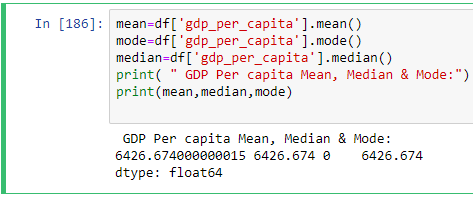 In [186]: mean=df['gdp_per_capita'].mean()
mode=df['gdp_per_capita'].mode()
median=df['gdp_per_capita'].median()
print( " GDP Per capita Mean, Median & Mode:")
print(mean,median,mode)
GDP Per capita Mean, Median & Mode:
6426.674000000015 6426.674 0    6426.674
dtype: float64